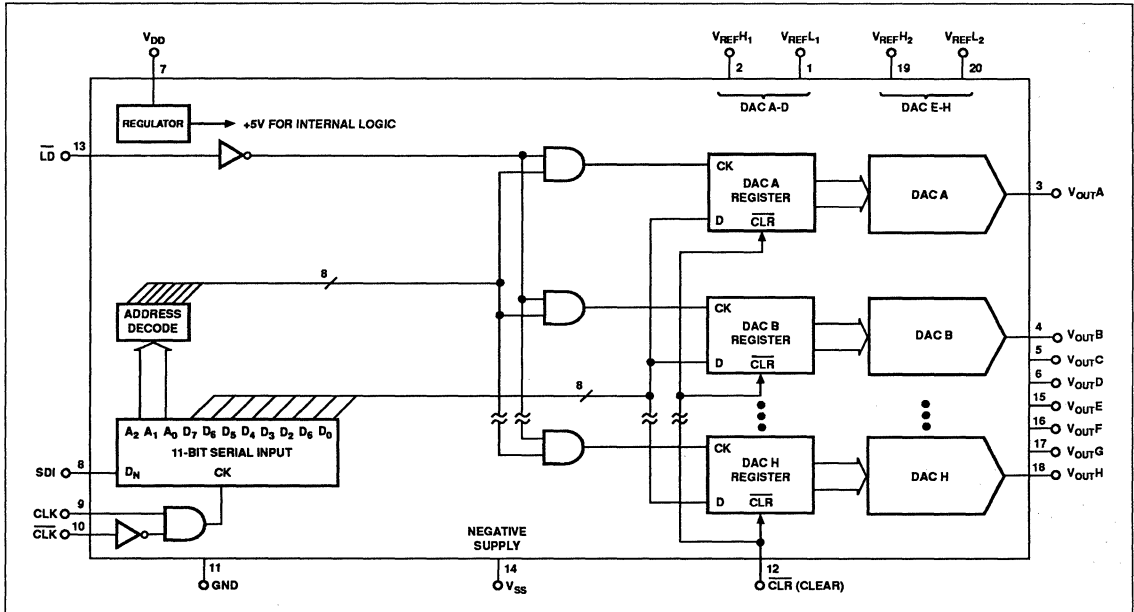 VDD
VREFH1 VREFL1 VREFH2 VREFL2
7 2 1 19 20
DAC A-D DAC E-H
REGULATOR +5V FOR INTERNAL LOGIC
LD 13
CK
DAC A
REGISTER
D CLR
DAC A
3 VOUTA
8
ADDRESS
DECODE
CK
DAC B
REGISTER
D CLR
DAC B
4 VOUTB
5 VOUTC
6 VOUTD
15 VOUTE
16 VOUTF
17 VOUTG
18 VOUTH
8
A2 A1 A0 D7 D6 D5 D4 D3 D2 D6 D0
11-BIT SERIAL INPUT
DN CK
SDI 8
CLK 9
CLK 10
CK
DAC H
REGISTER
D CLR
DAC H
NEGATIVE
SUPPLY
11 14 12
GND VSS CLR (CLEAR)